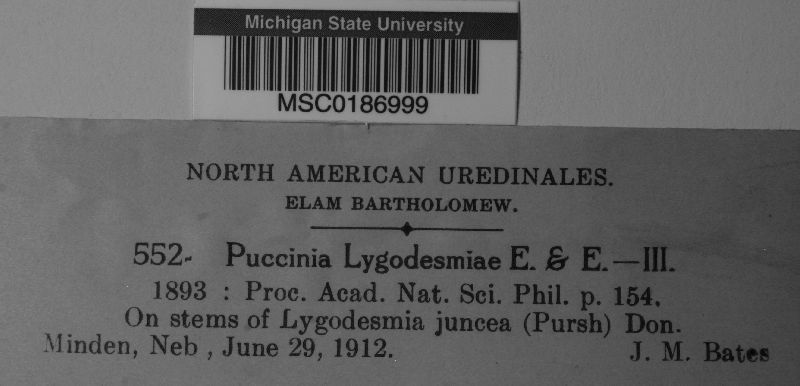 Michigan State University
MSC0186999
NORTH AMERICAN UREDINALES.
ELAM BARTHOLOMEW.
552- Puccinia Lygodesmiae E. & E.—III.
1893 : Proc. Acad. Nat. Sci. Phil. p. 154.
On stems of Lygodesmia juncea (Pursh) Don.
Minden, Neb , June 29, 1912. J. M. Bates